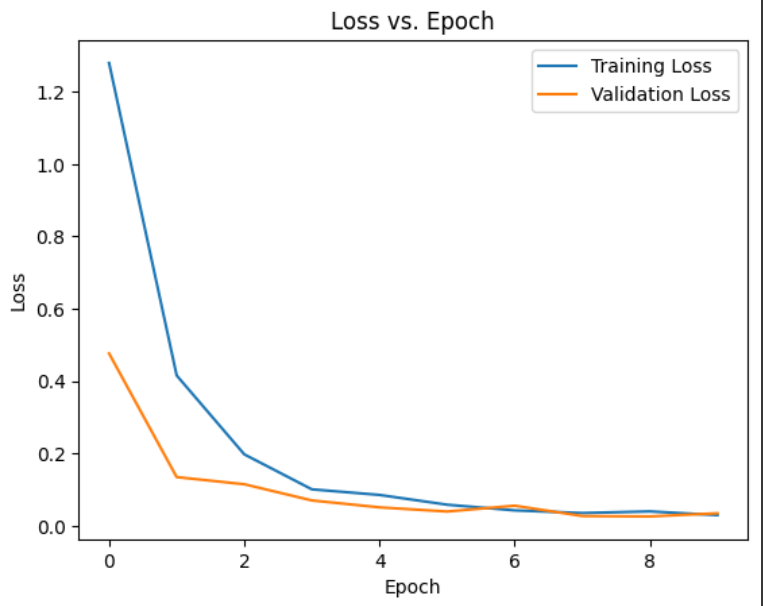 Loss vs. Epoch
Training Loss
Validation Loss
1.2
1.0
0.8
0.6
0.4
0.2
0.0
Loss
0 2 4 6 8
Epoch